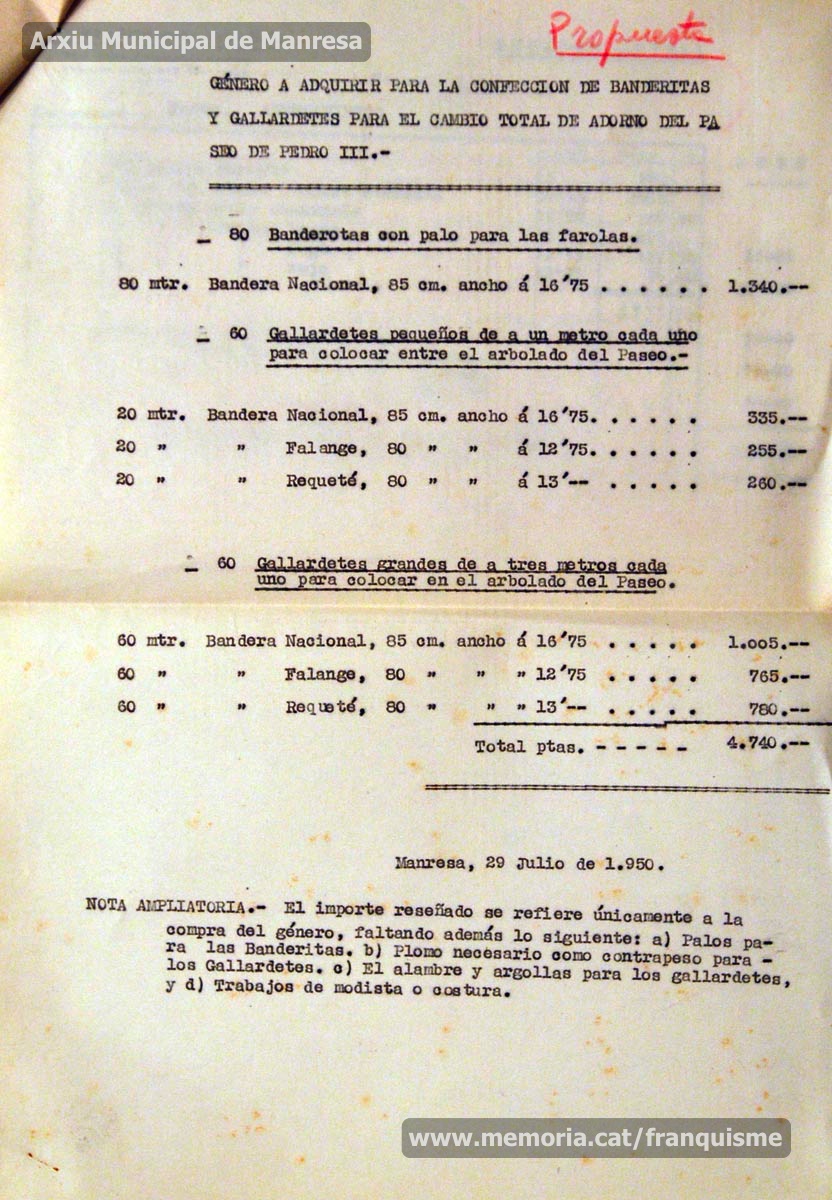 Arxiu Municipal de Manresa
Propuesta
GÉNERO A ADQUIRIR PARA LA CONFECCION DE BANDERITAS
Y GALLARDETES PARA EL CAMBIO TOTAL DE ADORNO DEL PA
SEO DE PEDRO III.-
80 Banderotas con palo para las farolas.
80 mtr. Bandera Nacional, 85 cm. ancho á 16'75 . . . . . . 1.340.--
60 Gallardetes pequeños de a un metro cada uno
para colocar entre el arbolado del Paseo.-
20 mtr. Bandera Nacional, 85 cm. ancho á 16'75. . . . . . 335.--
20 " " Falange, 80 " " á 12'75. . . . . . 255.--
20 " " Requeté, 80 " " á 13'-- . . . . . 260.--
60 Gallardetes grandes de a tres metros cada
uno para colocar en el arbolado del Paseo.
60 mtr. Bandera Nacional, 85 cm. ancho á 16'75 . . . . . 1.005.--
60 " " Falange, 80 " " " 12'75 . . . . . 765.--
60 " " Requeté, 80 " " " 13'-- . . . . . 780.--
Total ptas. - - - - - 4.740.--
Manresa, 29 Julio de 1.950.
NOTA AMPLIATORIA.- El importe reseñado se refiere únicamente a la
compra del género, faltando además lo siguiente: a) Palos pa-
ra las Banderitas. b) Plomo necesario como contrapeso para -
los Gallardetes. c) El alambre y argollas para los gallardetes,
y d) Trabajos de modista o costura.
www.memoria.cat/franquisme